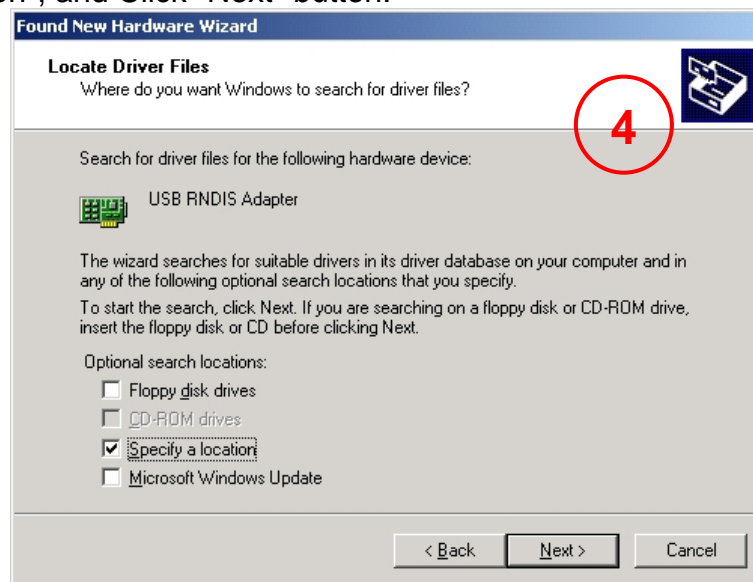 , and Click "Next" button.
Found New Hardware Wizard
Locate Driver Files
Where do you want Windows to search for driver files?
4
Search for driver files for the following hardware device:
USB RNDIS Adapter
The wizard searches for suitable drivers in its driver database on your computer and in
any of the following optional search locations that you specify.
To start the search, click Next. If you are searching on a floppy disk or CD-ROM drive,
insert the floppy disk or CD before clicking Next.
Optional search locations:
Floppy disk drives
CD-ROM drives
Specify a location
Microsoft Windows Update
< Back
Next >
Cancel